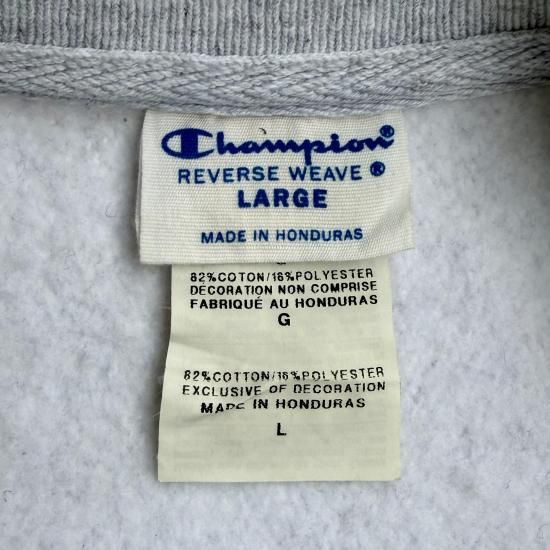 Champion®
REVERSE WEAVE ®
LARGE
MADE IN HONDURAS
82%COTON/18%POLYESTER
DÉCORATION NON COMPRISE
FABRIQUÉ AU HONDURAS
G
82%COTTON/18%POLYESTER
EXCLUSIVE OF DECORATION
MADE IN HONDURAS
L